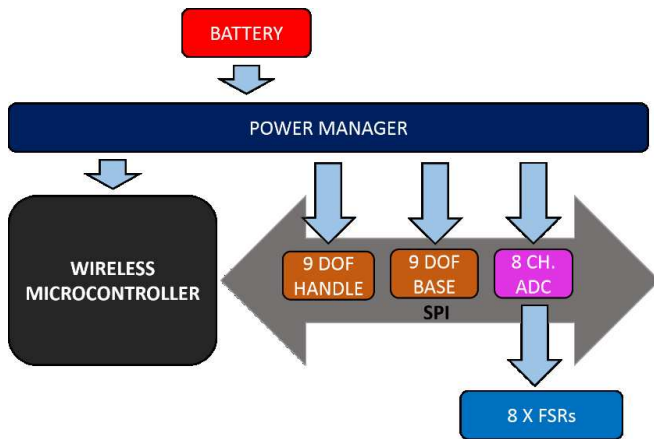 BATTERY
POWER MANAGER
WIRELESS
MICROCONTROLLER
9 DOF
HANDLE
9 DOF
BASE
8 CH.
ADC
SPI
8 X FSRs